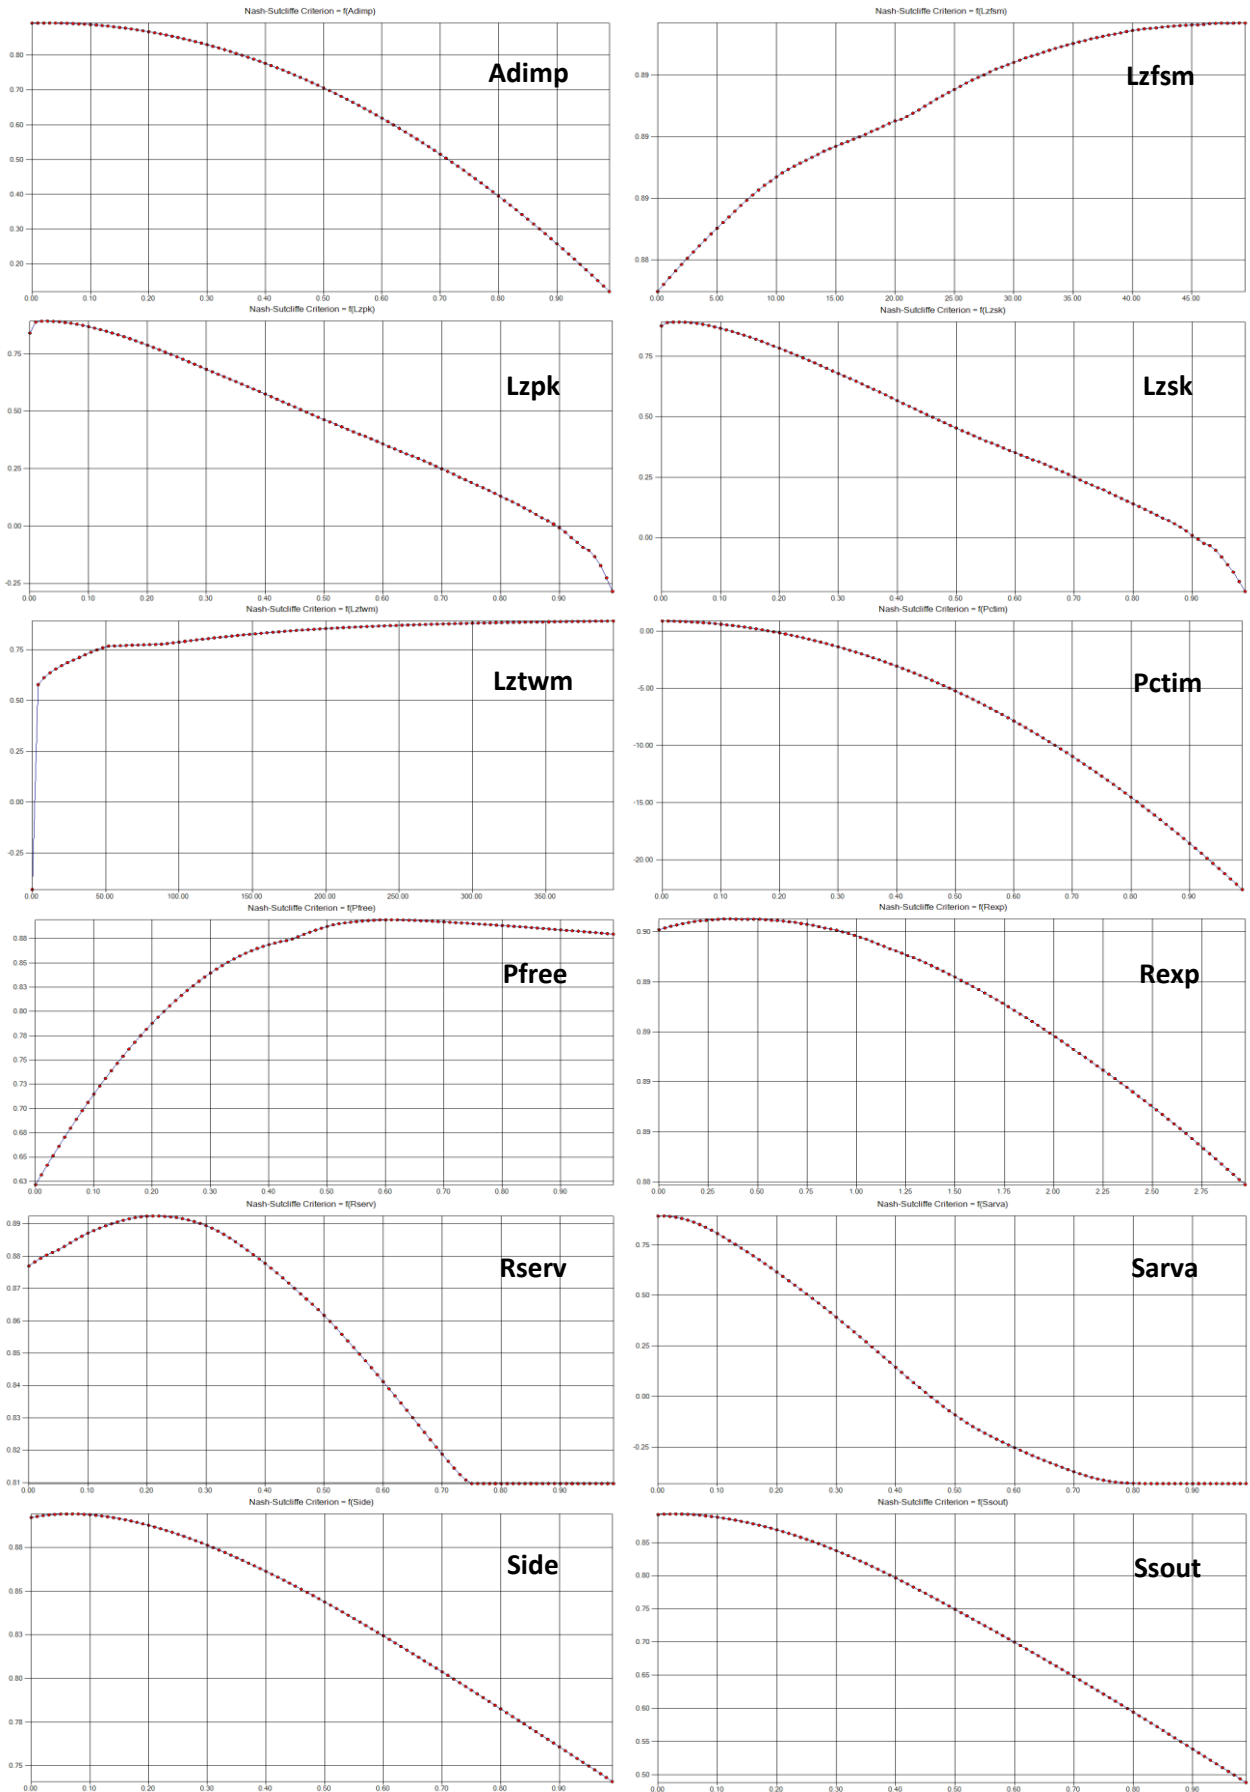 Nash-Sutcliffe Criterion = f(Adimp)
0.80
0.70
0.60
0.50
0.40
0.30
0.20
Adimp
0.00 0.10 0.20 0.30 0.40 0.50 0.60 0.70 0.80 0.90
Nash-Sutcliffe Criterion = f(Lzfsm)
0.89
0.89
0.89
0.88
Lzfsm
0.00 5.00 10.00 15.00 20.00 25.00 30.00 35.00 40.00 45.00
Nash-Sutcliffe Criterion = f(Lzpk)
0.75
0.50
0.25
0.00
-0.25
Lzpk
0.00 0.10 0.20 0.30 0.40 0.50 0.60 0.70 0.80 0.90
Nash-Sutcliffe Criterion = f(Lzsk)
0.75
0.50
0.25
0.00
Lzsk
0.00 0.10 0.20 0.30 0.40 0.50 0.60 0.70 0.80 0.90
Nash-Sutcliffe Criterion = f(Lztwm)
0.75
0.50
0.25
0.00
-0.25
Lztwm
0.00 50.00 100.00 150.00 200.00 250.00 300.00 350.00
Nash-Sutcliffe Criterion = f(Pctim)
0.00
-5.00
-10.00
-15.00
-20.00
Pctim
0.00 0.10 0.20 0.30 0.40 0.50 0.60 0.70 0.80 0.90
Nash-Sutcliffe Criterion = f(Pfree)
0.88
0.85
0.83
0.80
0.78
0.75
0.73
0.70
0.68
0.65
0.63
Pfree
0.00 0.10 0.20 0.30 0.40 0.50 0.60 0.70 0.80 0.90
Nash-Sutcliffe Criterion = f(Rexp)
0.90
0.89
0.89
0.89
0.89
0.88
Rexp
0.00 0.25 0.50 0.75 1.00 1.25 1.50 1.75 2.00 2.25 2.50 2.75
Nash-Sutcliffe Criterion = f(Rserv)
0.89
0.88
0.87
0.86
0.85
0.84
0.83
0.82
0.81
Rserv
0.00 0.10 0.20 0.30 0.40 0.50 0.60 0.70 0.80 0.90
Nash-Sutcliffe Criterion = f(Sarva)
0.75
0.50
0.25
0.00
-0.25
Sarva
0.00 0.10 0.20 0.30 0.40 0.50 0.60 0.70 0.80 0.90
Nash-Sutcliffe Criterion = f(Side)
0.88
0.85
0.83
0.80
0.78
0.75
Side
0.00 0.10 0.20 0.30 0.40 0.50 0.60 0.70 0.80 0.90
Nash-Sutcliffe Criterion = f(Ssout)
0.85
0.80
0.75
0.70
0.65
0.60
0.55
0.50
Ssout
0.00 0.10 0.20 0.30 0.40 0.50 0.60 0.70 0.80 0.90